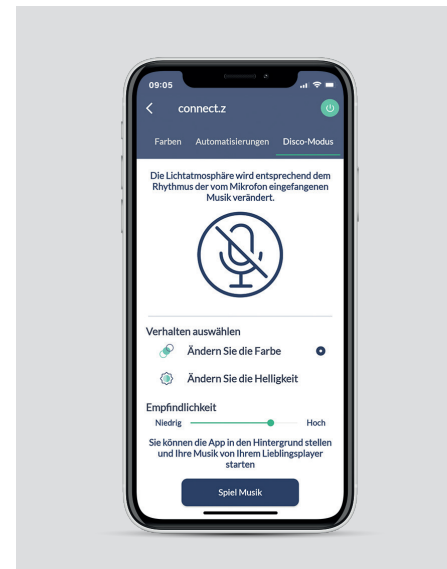 09:05
connect.z
Farben Automatisierungen Disco-Modus
Die Lichtatmosphäre wird entsprechend dem
Rhythmus der vom Mikrofon eingefangenen
Musik verändert.
Verhalten auswählen
Ändern Sie die Farbe
Ändern Sie die Helligkeit
Empfindlichkeit
Niedrig Hoch
Sie können die App in den Hintergrund stellen
und Ihre Musik von Ihrem Lieblingsplayer
starten
Spiel Musik